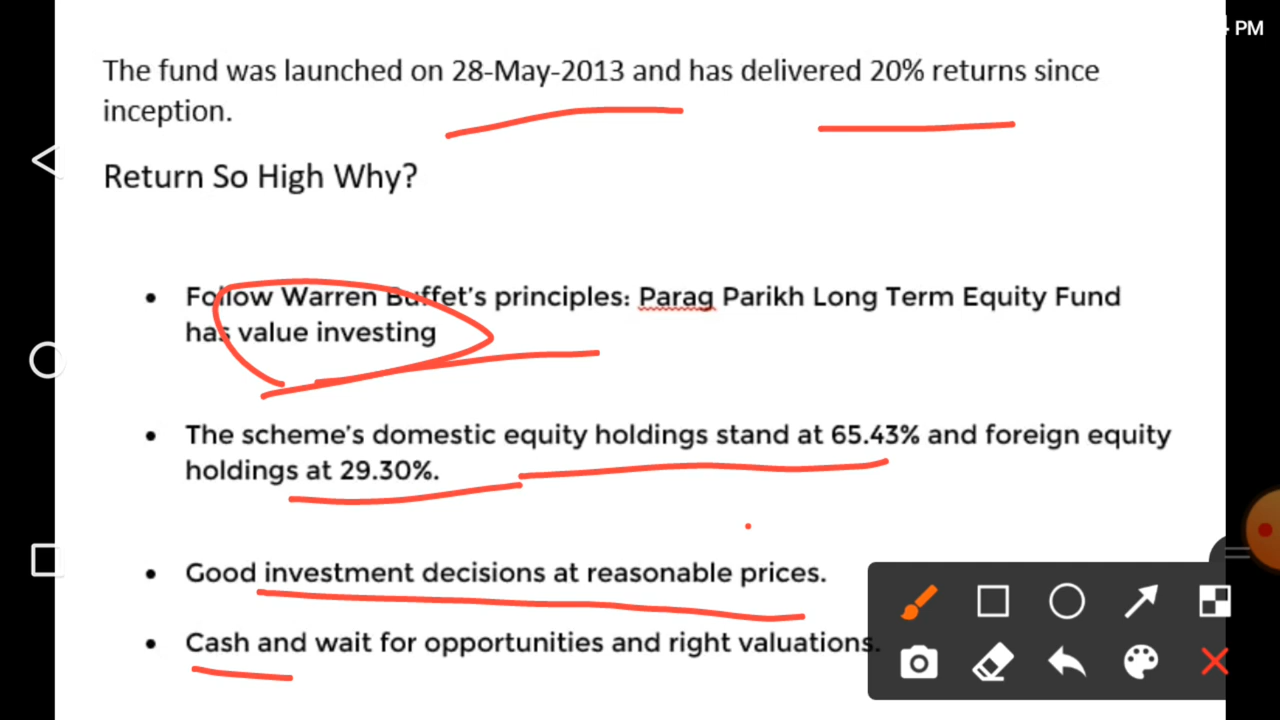 PM
The fund was launched on 28-May-2013 and has delivered 20% returns since
inception.
Return So High Why?
• Follow Warren Buffet's principles: Parag Parikh Long Term Equity Fund
has value investing
• The scheme's domestic equity holdings stand at 65.43% and foreign equity
holdings at 29.30%.
• Good investment decisions at reasonable prices.
• Cash and wait for opportunities and right valuations.